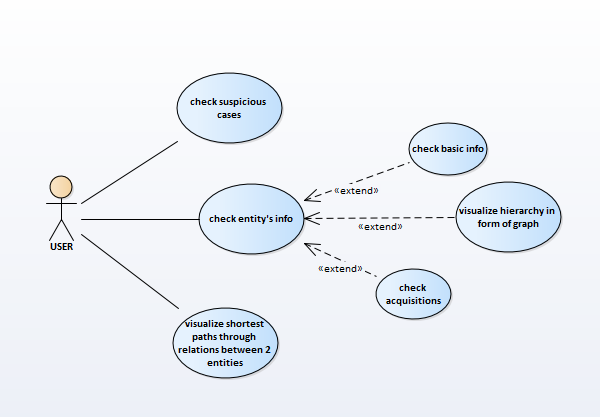 check suspicious
cases
check basic info
«extend»
check entity's info
visualize hierarchy in
form of graph
«extend»
USER
«extend»
check
acquisitions
visualize shortest
paths through
relations between 2
entities